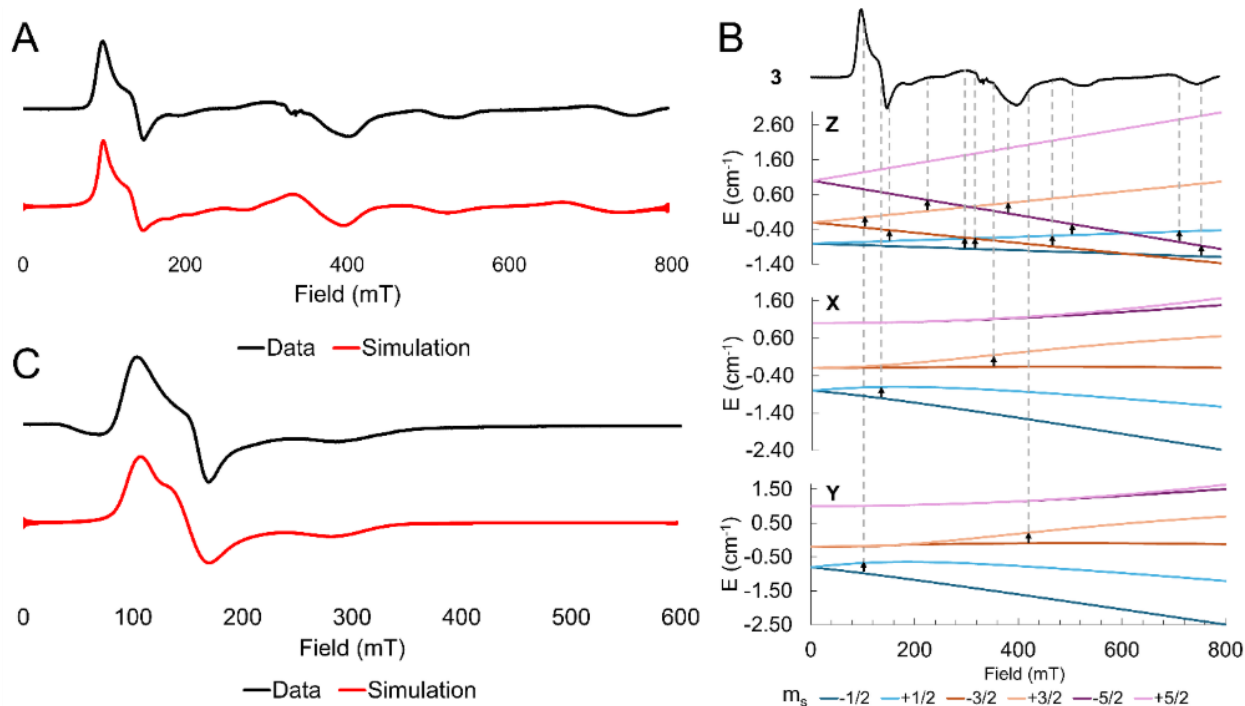 A
0 200 400 600 800
Field (mT)
Data Simulation
C
0 100 200 300 400 500 600
Field (mT)
Data Simulation
B
3
Z
E (cm-1)
2.60
1.60
0.60
-0.40
-1.40
X
E (cm-1)
1.60
0.60
-0.40
-1.40
-2.40
Y
E (cm-1)
1.50
0.50
-0.50
-1.50
-2.50
0 200 400 600 800
Field (mT)
ms -1/2 +1/2 -3/2 +3/2 -5/2 +5/2